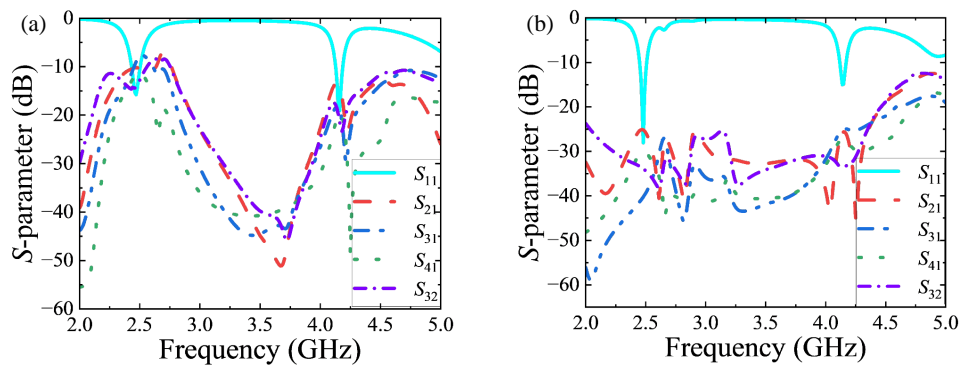 (a)
S-parameter (dB)
0
−10
−20
−30
−40
−50
−60
2.0 2.5 3.0 3.5 4.0 4.5 5.0
Frequency (GHz)
S11
S21
S31
S41
S32
(b)
S-parameter (dB)
0
−10
−20
−30
−40
−50
−60
2.0 2.5 3.0 3.5 4.0 4.5 5.0
Frequency (GHz)
S11
S21
S31
S41
S32